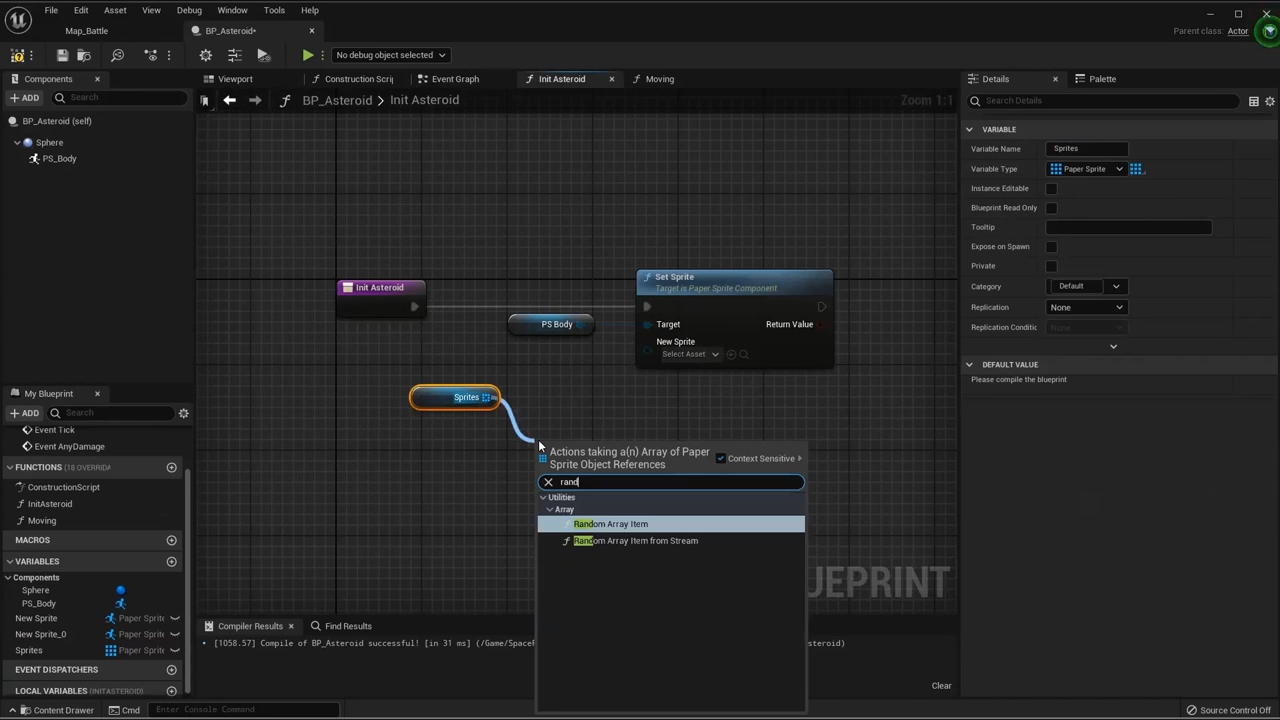 File Edit Asset View Debug Window Tools Help
Map_Battle
BP_Asteroid*
Parent class: Actor
No debug object selected
Components
Viewport
Construction Scrip
Event Graph
Init Asteroid
Moving
Details
Palette
ADD
Search
BP_Asteroid > Init Asteroid
Zoom 1:1
Search Details
BP_Asteroid (self)
Sphere
PS_Body
VARIABLE
Variable Name
Sprites
Variable Type
Paper Sprite
Instance Editable
Blueprint Read Only
Tooltip
Expose on Spawn
Private
Category
Default
Replication
None
Replication Conditic
None
DEFAULT VALUE
Please compile the blueprint
Init Asteroid
PS Body
Set Sprite
Target is Paper Sprite Component
Target
Return Value
New Sprite
Select Asset
Sprites
Actions taking a(n) Array of Paper
Sprite Object References
Context Sensitive
rand
Utilities
Array
Random Array Item
Random Array Item from Stream
UEPRINT
My Blueprint
ADD
Search
Event Tick
Event AnyDamage
FUNCTIONS (18 OVERRID
ConstructionScript
InitAsteroid
Moving
MACROS
VARIABLES
Components
Sphere
PS_Body
New Sprite
Paper Sprite
New Sprite_0
Paper Sprite
Sprites
Paper Sprite
EVENT DISPATCHERS
LOCAL VARIABLES (INITASTEROID)
Compiler Results
Find Results
[1058.57] Compile of BP_Asteroid successful! [in 31 ms] (/Game/SpaceR
steroid)
Clear
Content Drawer
Cmd
Enter Console Command
Source Control Off